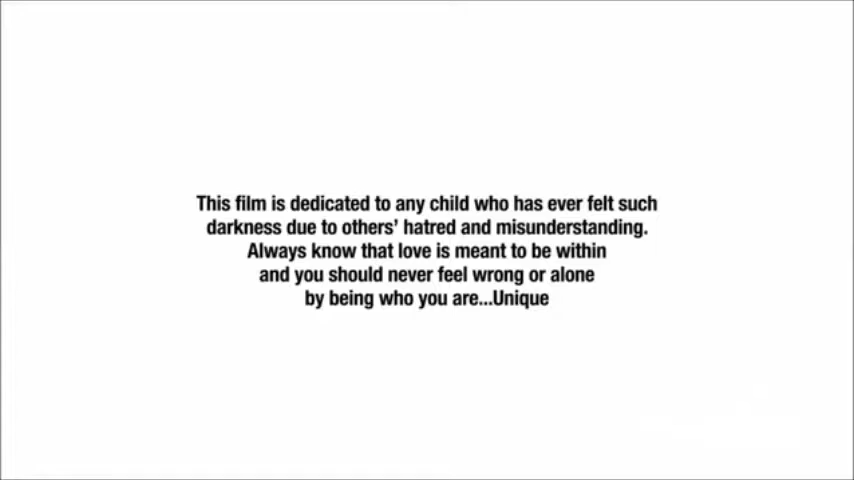 This film is dedicated to any child who has ever felt such
darkness due to others’ hatred and misunderstanding.
Always know that love is meant to be within
and you should never feel wrong or alone
by being who you are...Unique